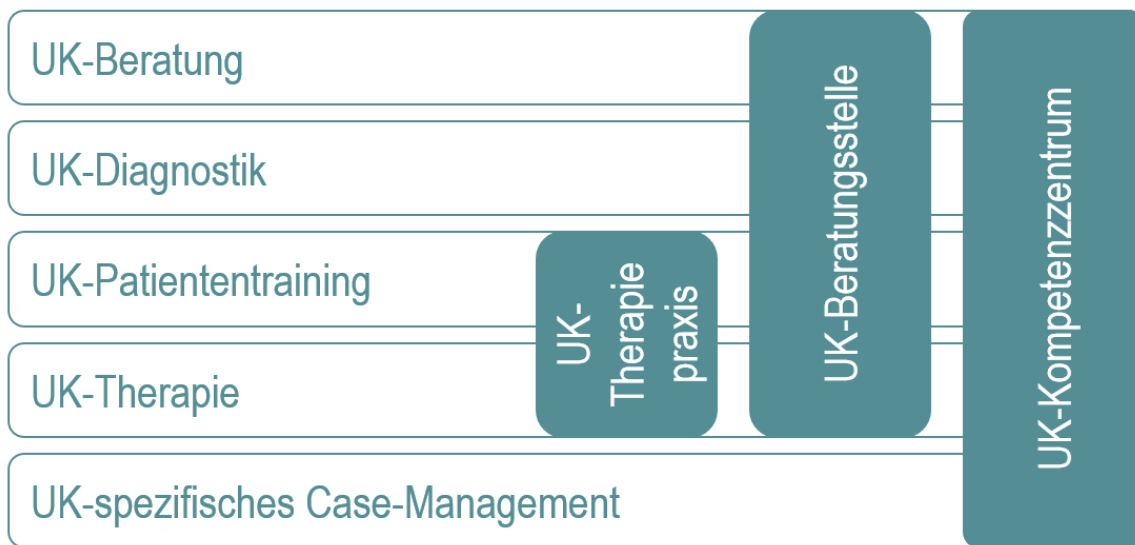 UK-Beratung
UK-Diagnostik
UK-Patiententraining
UK-Therapie
UK-spezifisches Case-Management
UK-
Therapie
praxis
UK-Beratungsstelle
UK-Kompetenzzentrum